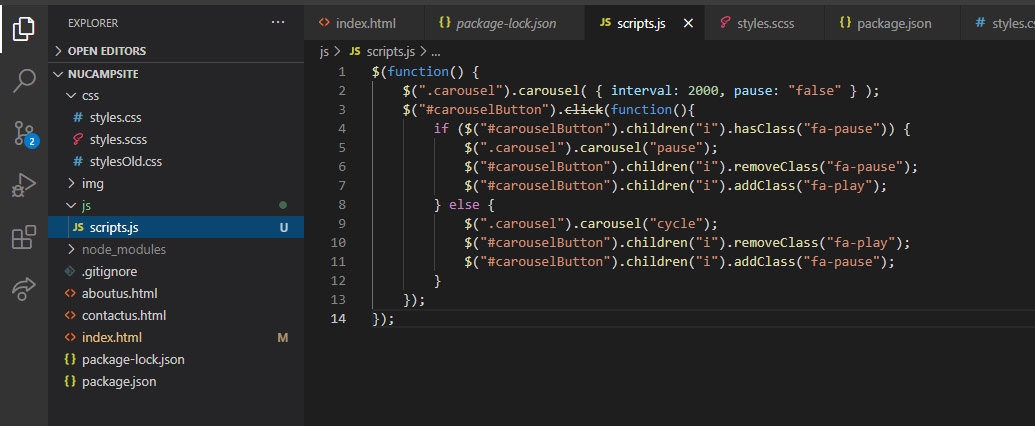 EXPLORER
index.html
package-lock.json
scripts.js
styles.scss
package.json
OPEN EDITORS
NUCAMPSITE
css
styles.css
styles.scss
stylesOld.css
img
js
scripts.js U
node_modules
.gitignore
aboutus.html
contactus.html
index.html M
package-lock.json
package.json
2
js > JS scripts.js > ...
1 $(function() {
2 $(".carousel").carousel( { interval: 2000, pause: "false" } );
3 $("#carouselButton").click(function(){
4 if ($("#carouselButton").children("i").hasClass("fa-pause")) {
5 $(".carousel").carousel("pause");
6 $("#carouselButton").children("i").removeClass("fa-pause");
7 $("#carouselButton").children("i").addClass("fa-play");
8 } else {
9 $(".carousel").carousel("cycle");
10 $("#carouselButton").children("i").removeClass("fa-play");
11 $("#carouselButton").children("i").addClass("fa-pause");
12 }
13 });
14 });